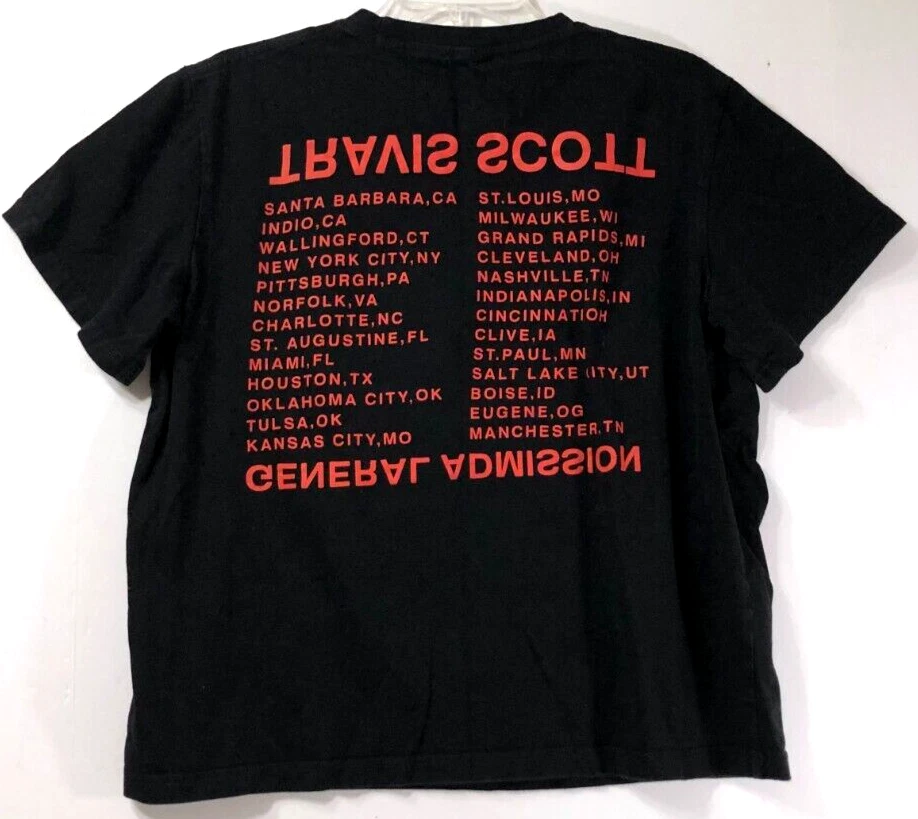 TRAVIS SCOTT
SANTA BARBARA,CA
INDIO,CA
WALLINGFORD,CT
NEW YORK CITY,NY
PITTSBURGH,PA
NORFOLK,VA
CHARLOTTE,NC
ST. AUGUSTINE,FL
MIAMI,FL
HOUSTON,TX
OKLAHOMA CITY,OK
TULSA,OK
KANSAS CITY,MO
ST.LOUIS,MO
MILWAUKEE,WI
GRAND RAPIDS,MI
CLEVELAND,OH
NASHVILLE,TN
INDIANAPOLIS,IN
CINCINNATIOH
CLIVE,IA
ST.PAUL,MN
SALT LAKE CITY,UT
BOISE,ID
EUGENE,OG
MANCHESTER,TN
GENERAL ADMISSION